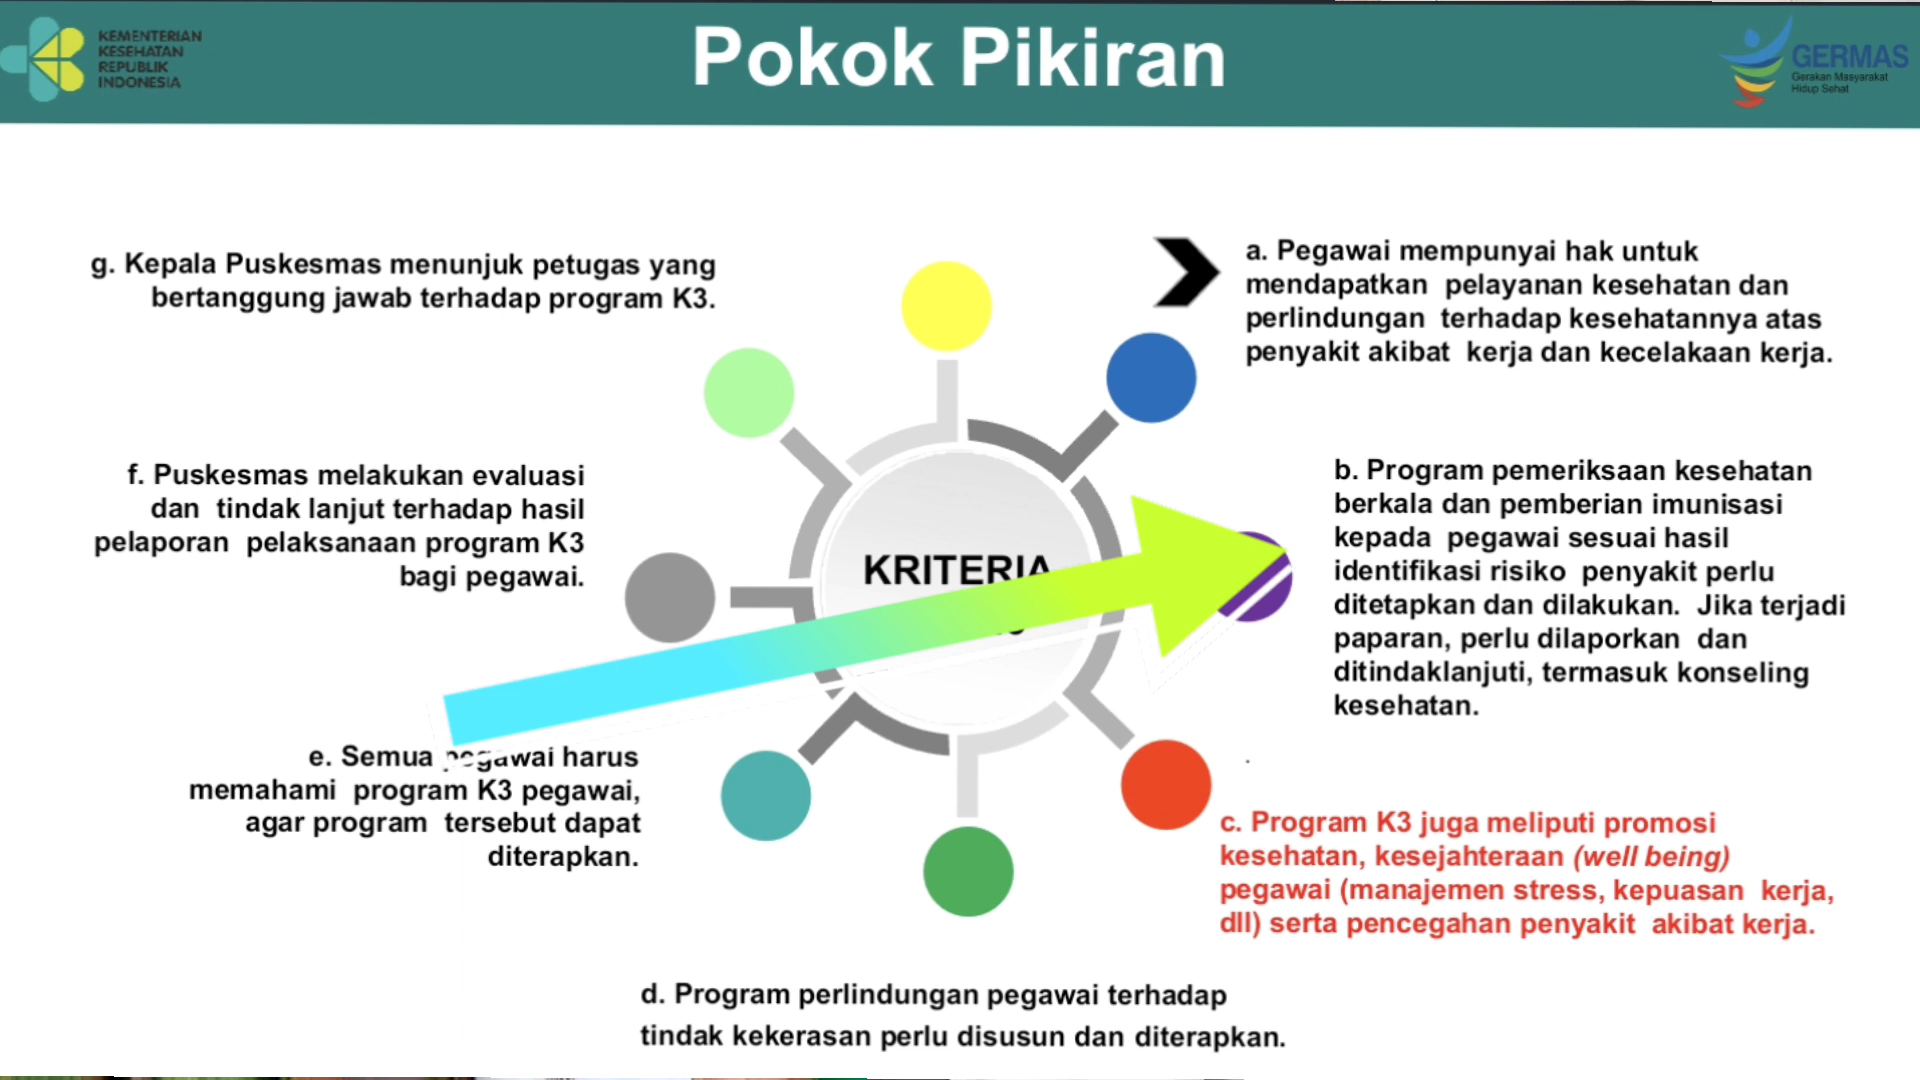 KEMENTERIAN
KESEHATAN
REPUBLIK
INDONESIA
Pokok Pikiran
GERMAS
Gerakan Masyarakat
Hidup Sehat
a. Pegawai mempunyai hak untuk
mendapatkan pelayanan kesehatan dan
perlindungan terhadap kesehatannya atas
penyakit akibat kerja dan kecelakaan kerja.
b. Program pemeriksaan kesehatan
berkala dan pemberian imunisasi
kepada pegawai sesuai hasil
identifikasi risiko penyakit perlu
ditetapkan dan dilakukan. Jika terjadi
paparan, perlu dilaporkan dan
ditindaklanjuti, termasuk konseling
kesehatan.
.
c. Program K3 juga meliputi promosi
kesehatan, kesejahteraan (well being)
pegawai (manajemen stress, kepuasan kerja,
dll) serta pencegahan penyakit akibat kerja.
d. Program perlindungan pegawai terhadap
tindak kekerasan perlu disusun dan diterapkan.
e. Semua pegawai harus
memahami program K3 pegawai,
agar program tersebut dapat
diterapkan.
f. Puskesmas melakukan evaluasi
dan tindak lanjut terhadap hasil
pelaporan pelaksanaan program K3
bagi pegawai.
g. Kepala Puskesmas menunjuk petugas yang
bertanggung jawab terhadap program K3.
KRITERIA